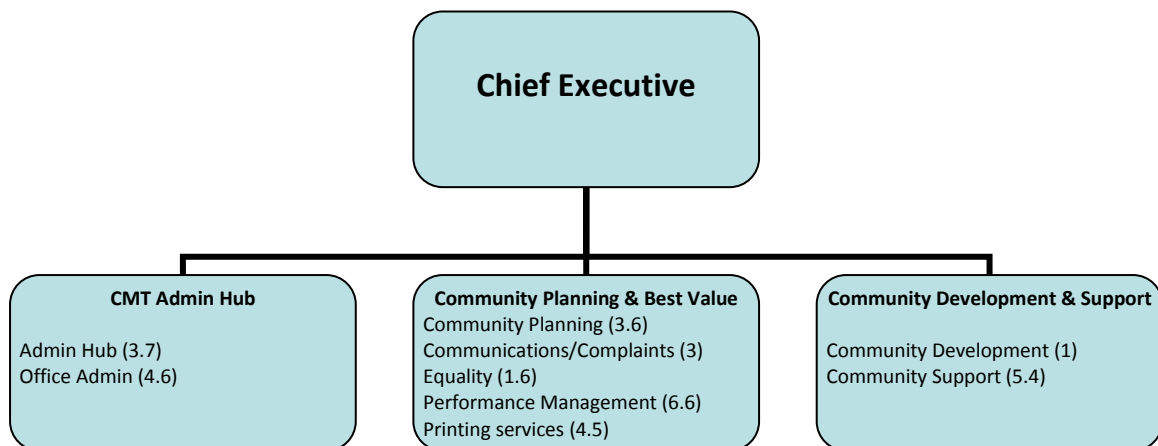 Chief Executive
CMT Admin Hub
Admin Hub (3.7)
Office Admin (4.6)
Community Planning & Best Value
Community Planning (3.6)
Communications/Complaints (3)
Equality (1.6)
Performance Management (6.6)
Printing services (4.5)
Community Development & Support
Community Development (1)
Community Support (5.4)